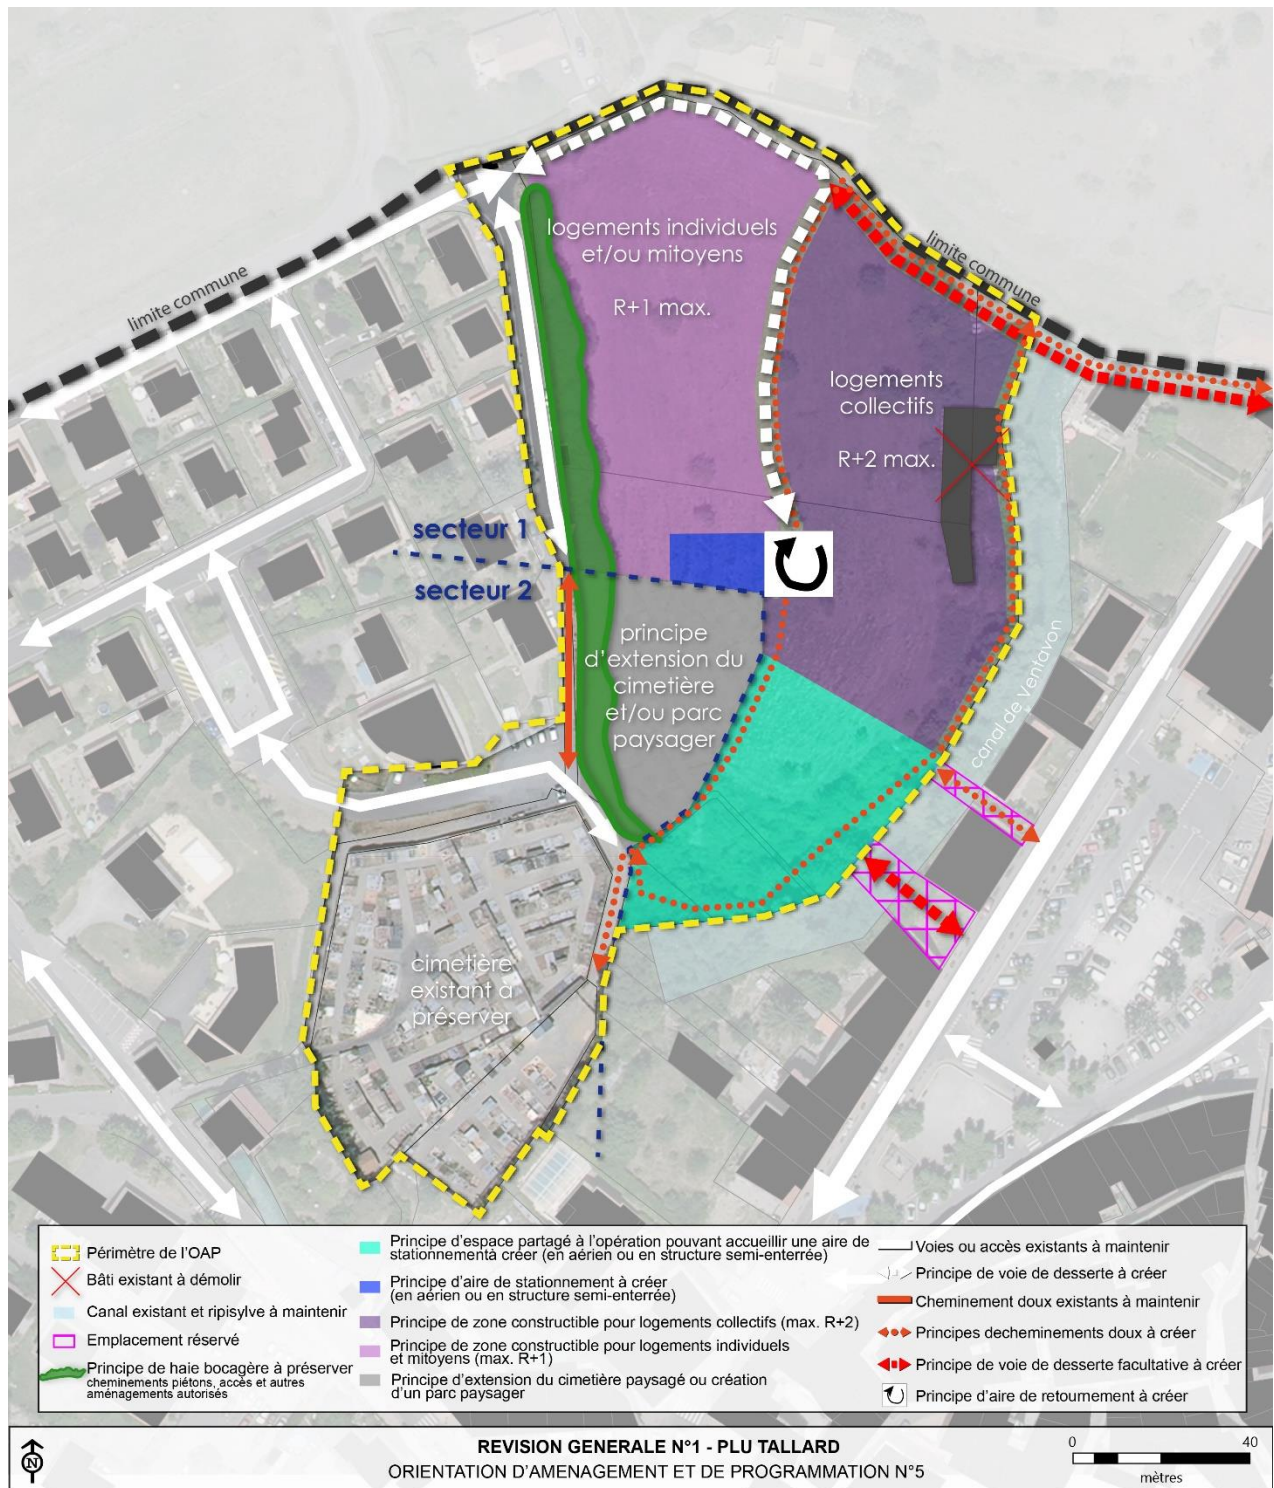 limite commune
limite commune
logements individuels
et/ou mitoyens
R+1 max.
logements
collectifs
R+2 max.
secteur 1
secteur 2
principe
d'extension du
cimetière
et/ou parc
paysager
canal de Ventavon
cimetière
existant à
préserver
Périmètre de l'OAP
Bâti existant à démolir
Canal existant et ripisylve à maintenir
Emplacement réservé
Principe de haie bocagère à préserver
cheminements piétons, accès et autres
aménagements autorisés
Principe d'espace partagé à l'opération pouvant accueillir une aire de
stationnementà créer (en aérien ou en structure semi-enterrée)
Principe d'aire de stationnement à créer
(en aérien ou en structure semi-enterrée)
Principe de zone constructible pour logements collectifs (max. R+2)
Principe de zone constructible pour logements individuels
et mitoyens (max. R+1)
Principe d'extension du cimetière paysagé ou création
d'un parc paysager
Voies ou accès existants à maintenir
Principe de voie de desserte à créer
Cheminement doux existants à maintenir
Principes decheminements doux à créer
Principe de voie de desserte facultative à créer
Principe d'aire de retournement à créer
N
REVISION GENERALE N°1 - PLU TALLARD
ORIENTATION D'AMENAGEMENT ET DE PROGRAMMATION N°5
0 40
mètres